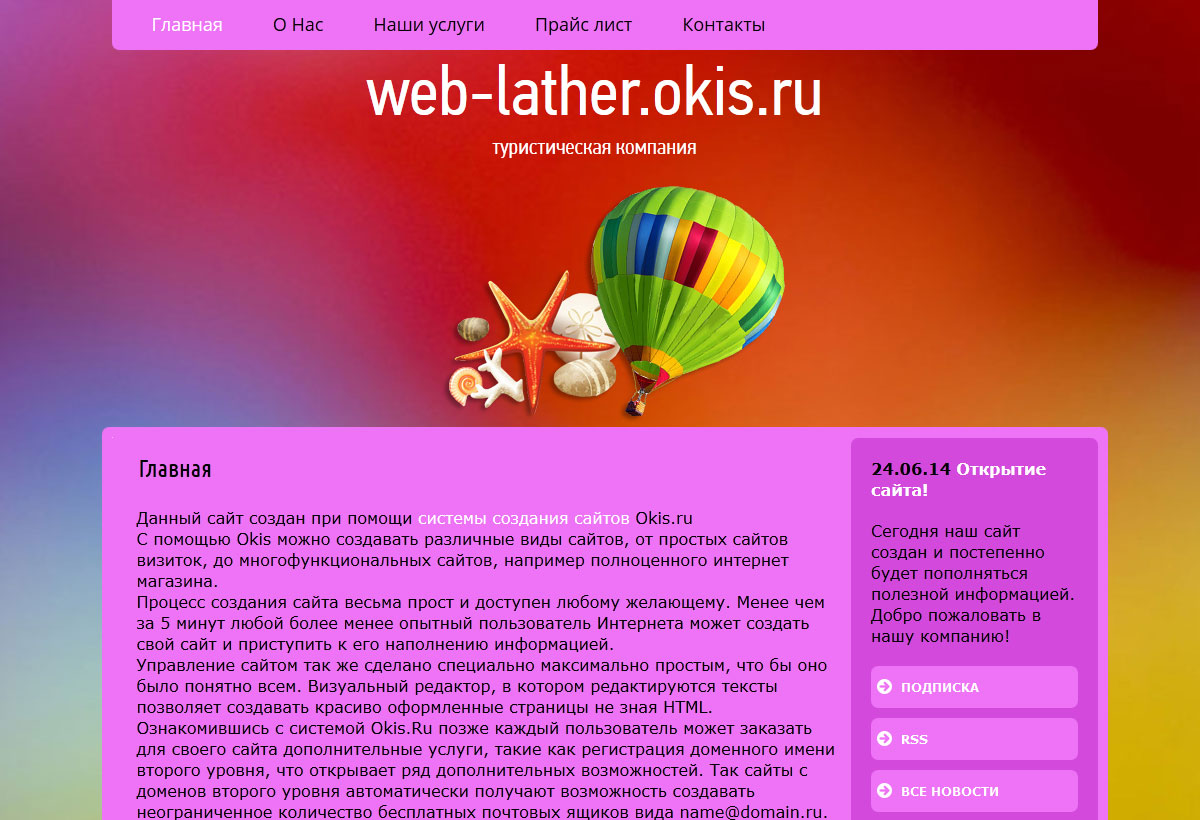 Главная О Нас Наши услуги Прайс лист Контакты
web-lather.okis.ru
туристическая компания
Главная
Данный сайт создан при помощи системы создания сайтов Okis.ru
С помощью Okis можно создавать различные виды сайтов, от простых сайтов
визиток, до многофункциональных сайтов, например полноценного интернет
магазина.
Процесс создания сайта весьма прост и доступен любому желающему. Менее чем
за 5 минут любой более менее опытный пользователь Интернета может создать
свой сайт и приступить к его наполнению информацией.
Управление сайтом так же сделано специально максимально простым, что бы оно
было понятно всем. Визуальный редактор, в котором редактируются тексты
позволяет создавать красиво оформленные страницы не зная HTML.
Ознакомившись с системой Okis.Ru позже каждый пользователь может заказать
для своего сайта дополнительные услуги, такие как регистрация доменного имени
второго уровня, что открывает ряд дополнительных возможностей. Так сайты с
доменов второго уровня автоматически получают возможность создавать
неограниченное количество бесплатных почтовых ящиков вида name@domain.ru.
24.06.14 Открытие
сайта!
Сегодня наш сайт
создан и постепенно
будет пополняться
полезной информацией.
Добро пожаловать в
нашу компанию!
ПОДПИСКА
RSS
ВСЕ НОВОСТИ